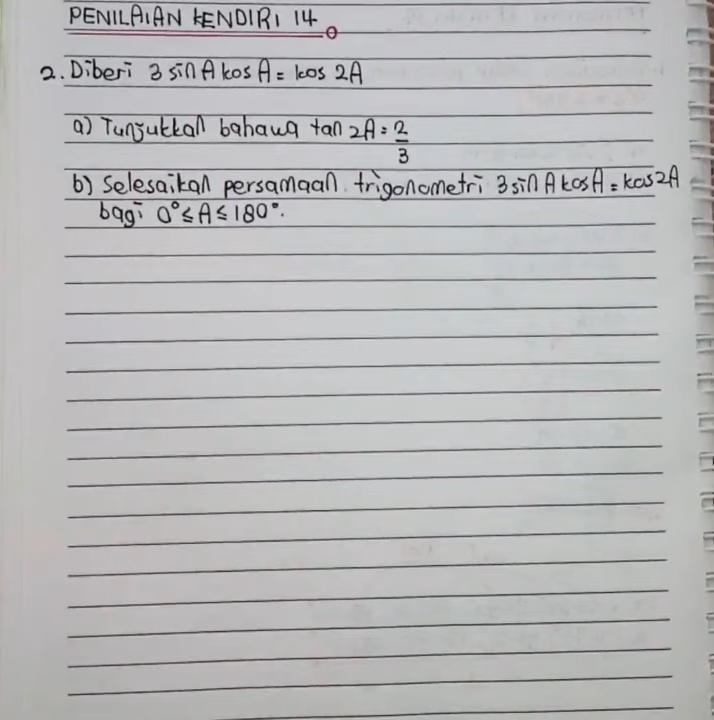 PENILAIAN KENDIRI 14
2. Diberi 3 sin A kos A = kos 2A
a) Tunjukkan bahawa tan 2A = 2/3
b) Selesaikan persamaan trigonometri 3 sin A kos A = kos 2A
bagi 0° ≤ A ≤ 180°.